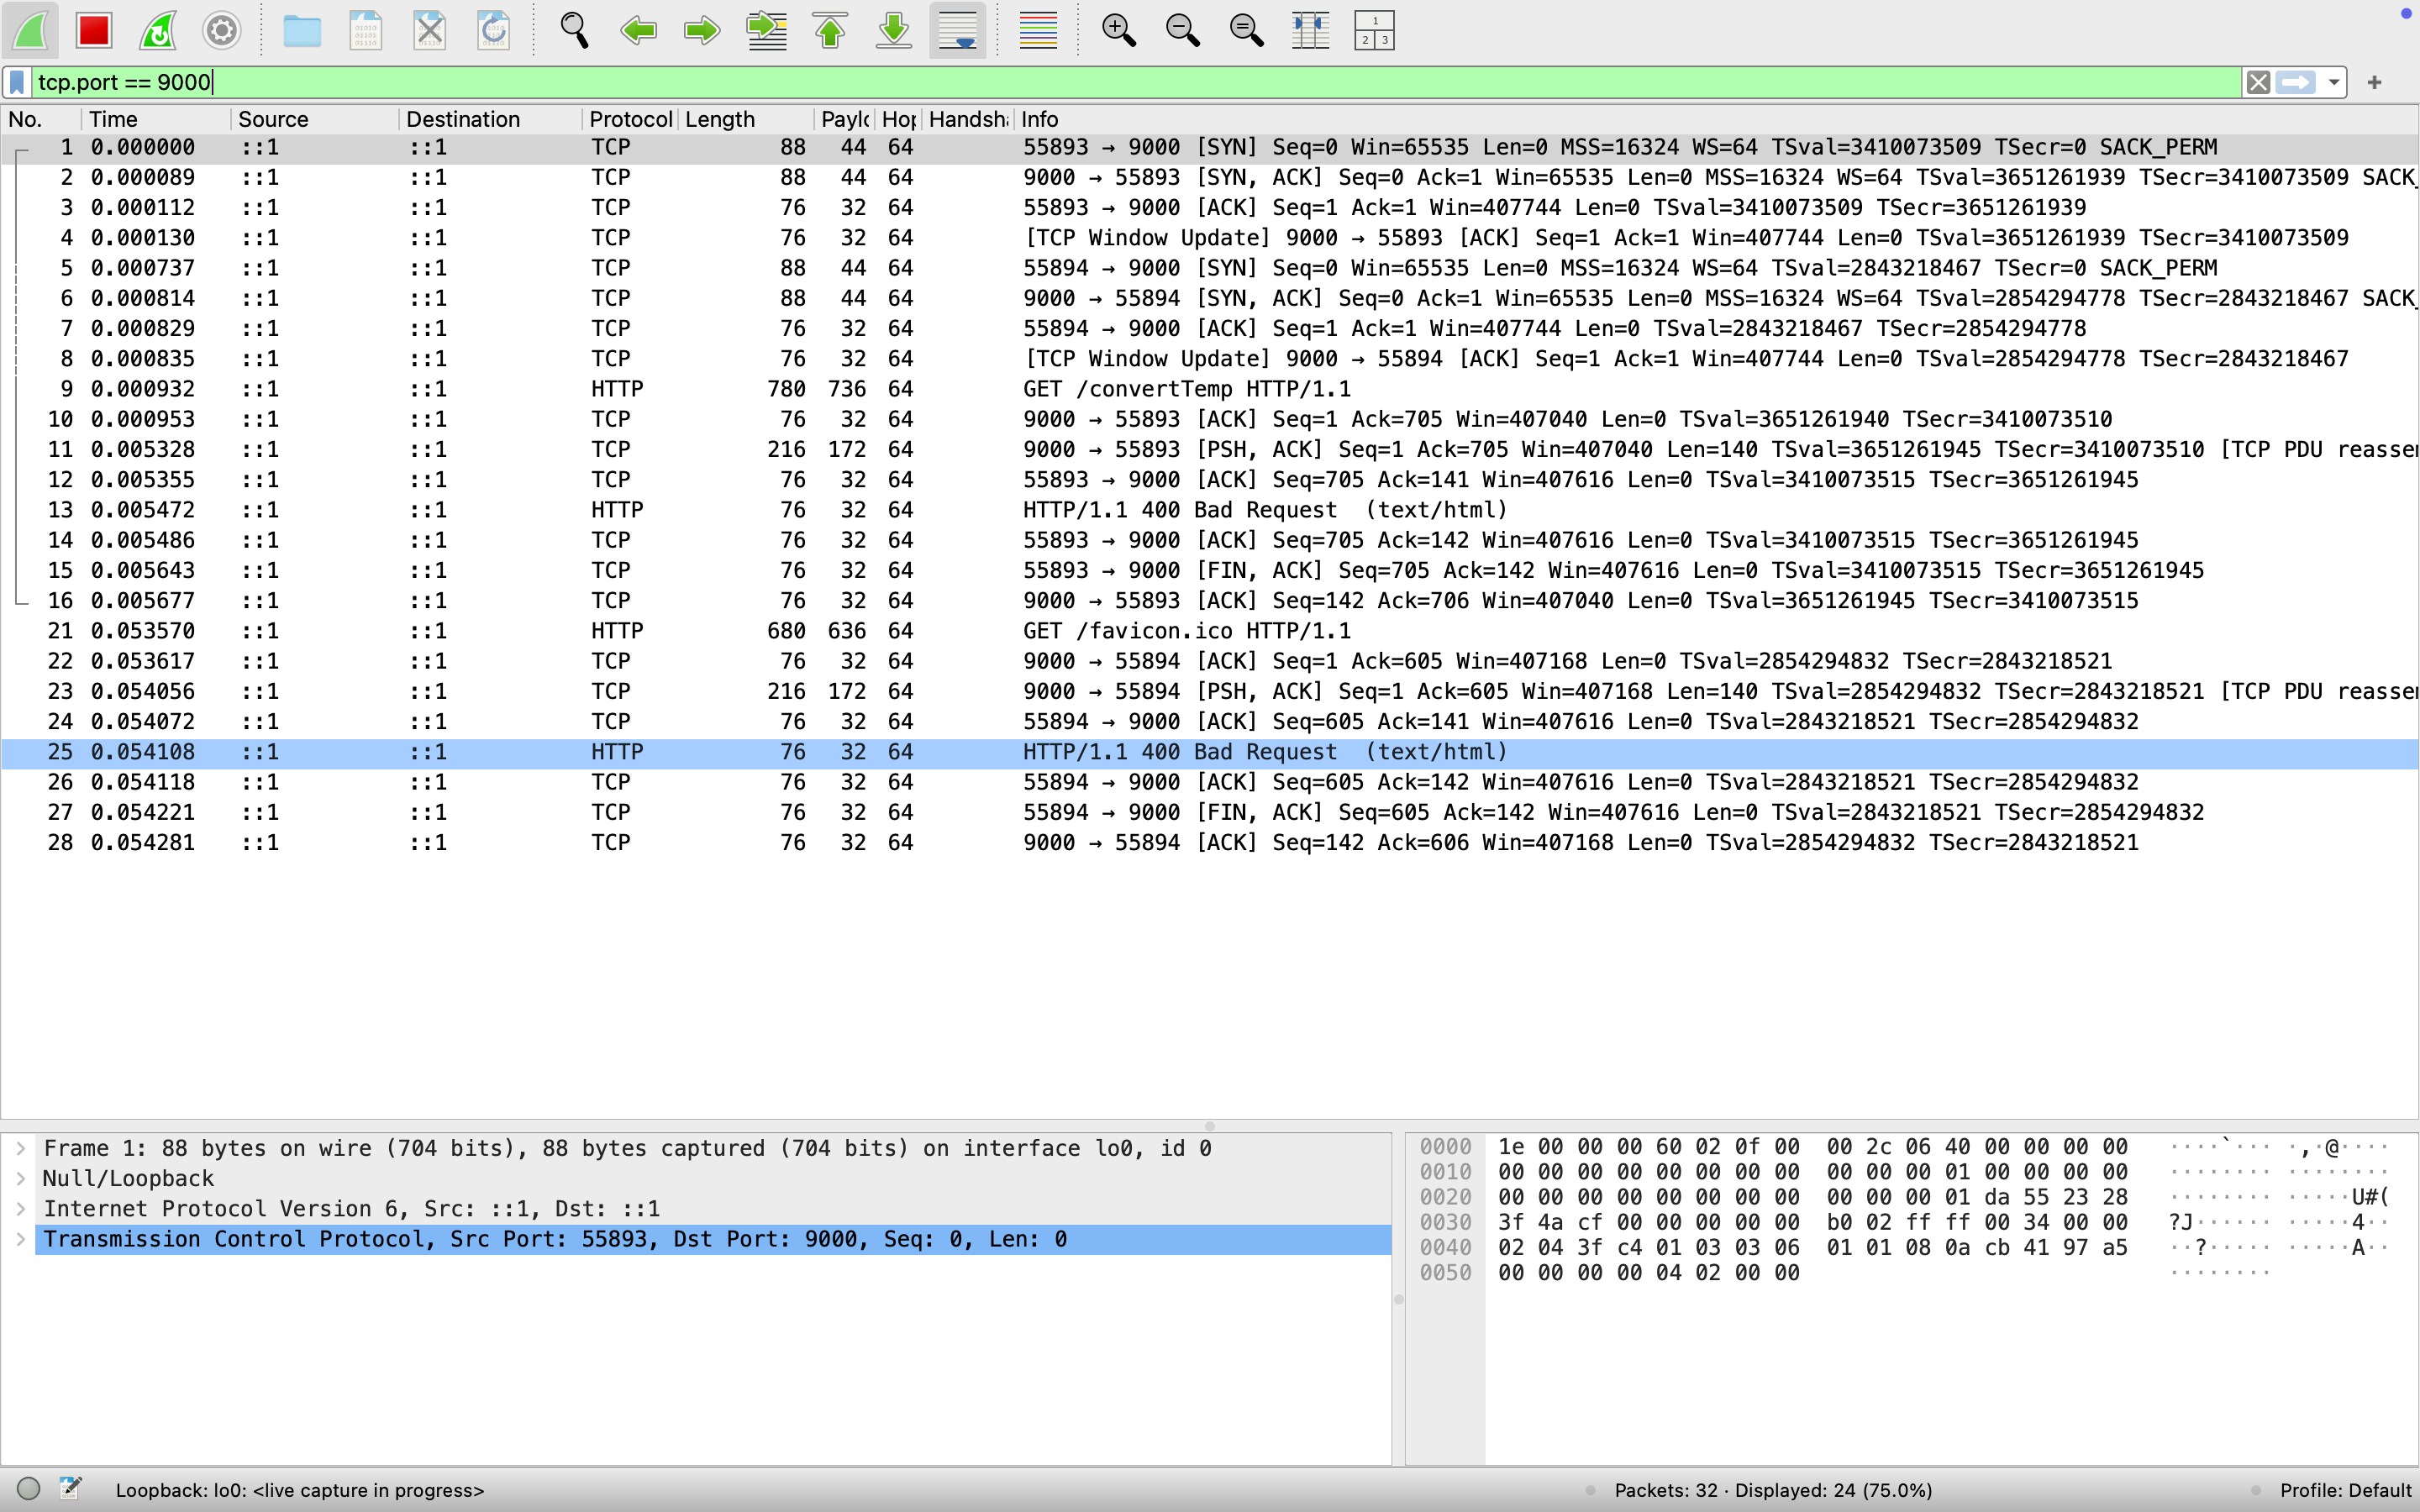 tcp.port == 9000
No. Time Source Destination Protocol Length Paylo Hop Handsha Info
1 0.000000 ::1 ::1 TCP 88 44 64 55893 → 9000 [SYN] Seq=0 Win=65535 Len=0 MSS=16324 WS=64 TSval=3410073509 TSecr=0 SACK_PERM
2 0.000089 ::1 ::1 TCP 88 44 64 9000 → 55893 [SYN, ACK] Seq=0 Ack=1 Win=65535 Len=0 MSS=16324 WS=64 TSval=3651261939 TSecr=3410073509 SACK_
3 0.000112 ::1 ::1 TCP 76 32 64 55893 → 9000 [ACK] Seq=1 Ack=1 Win=407744 Len=0 TSval=3410073509 TSecr=3651261939
4 0.000130 ::1 ::1 TCP 76 32 64 [TCP Window Update] 9000 → 55893 [ACK] Seq=1 Ack=1 Win=407744 Len=0 TSval=3651261939 TSecr=3410073509
5 0.000737 ::1 ::1 TCP 88 44 64 55894 → 9000 [SYN] Seq=0 Win=65535 Len=0 MSS=16324 WS=64 TSval=2843218467 TSecr=0 SACK_PERM
6 0.000814 ::1 ::1 TCP 88 44 64 9000 → 55894 [SYN, ACK] Seq=0 Ack=1 Win=65535 Len=0 MSS=16324 WS=64 TSval=2854294778 TSecr=2843218467 SACK_
7 0.000829 ::1 ::1 TCP 76 32 64 55894 → 9000 [ACK] Seq=1 Ack=1 Win=407744 Len=0 TSval=2843218467 TSecr=2854294778
8 0.000835 ::1 ::1 TCP 76 32 64 [TCP Window Update] 9000 → 55894 [ACK] Seq=1 Ack=1 Win=407744 Len=0 TSval=2854294778 TSecr=2843218467
9 0.000932 ::1 ::1 HTTP 780 736 64 GET /convertTemp HTTP/1.1
10 0.000953 ::1 ::1 TCP 76 32 64 9000 → 55893 [ACK] Seq=1 Ack=705 Win=407040 Len=0 TSval=3651261940 TSecr=3410073510
11 0.005328 ::1 ::1 TCP 216 172 64 9000 → 55893 [PSH, ACK] Seq=1 Ack=705 Win=407040 Len=140 TSval=3651261945 TSecr=3410073510 [TCP PDU reassem
12 0.005355 ::1 ::1 TCP 76 32 64 55893 → 9000 [ACK] Seq=705 Ack=141 Win=407616 Len=0 TSval=3410073515 TSecr=3651261945
13 0.005472 ::1 ::1 HTTP 76 32 64 HTTP/1.1 400 Bad Request (text/html)
14 0.005486 ::1 ::1 TCP 76 32 64 55893 → 9000 [ACK] Seq=705 Ack=142 Win=407616 Len=0 TSval=3410073515 TSecr=3651261945
15 0.005643 ::1 ::1 TCP 76 32 64 55893 → 9000 [FIN, ACK] Seq=705 Ack=142 Win=407616 Len=0 TSval=3410073515 TSecr=3651261945
16 0.005677 ::1 ::1 TCP 76 32 64 9000 → 55893 [ACK] Seq=142 Ack=706 Win=407040 Len=0 TSval=3651261945 TSecr=3410073515
21 0.053570 ::1 ::1 HTTP 680 636 64 GET /favicon.ico HTTP/1.1
22 0.053617 ::1 ::1 TCP 76 32 64 9000 → 55894 [ACK] Seq=1 Ack=605 Win=407168 Len=0 TSval=2854294832 TSecr=2843218521
23 0.054056 ::1 ::1 TCP 216 172 64 9000 → 55894 [PSH, ACK] Seq=1 Ack=605 Win=407168 Len=140 TSval=2854294832 TSecr=2843218521 [TCP PDU reassem
24 0.054072 ::1 ::1 TCP 76 32 64 55894 → 9000 [ACK] Seq=605 Ack=141 Win=407616 Len=0 TSval=2843218521 TSecr=2854294832
25 0.054108 ::1 ::1 HTTP 76 32 64 HTTP/1.1 400 Bad Request (text/html)
26 0.054118 ::1 ::1 TCP 76 32 64 55894 → 9000 [ACK] Seq=605 Ack=142 Win=407616 Len=0 TSval=2843218521 TSecr=2854294832
27 0.054221 ::1 ::1 TCP 76 32 64 55894 → 9000 [FIN, ACK] Seq=605 Ack=142 Win=407616 Len=0 TSval=2843218521 TSecr=2854294832
28 0.054281 ::1 ::1 TCP 76 32 64 9000 → 55894 [ACK] Seq=142 Ack=606 Win=407168 Len=0 TSval=2854294832 TSecr=2843218521
Frame 1: 88 bytes on wire (704 bits), 88 bytes captured (704 bits) on interface lo0, id 0
Null/Loopback
Internet Protocol Version 6, Src: ::1, Dst: ::1
Transmission Control Protocol, Src Port: 55893, Dst Port: 9000, Seq: 0, Len: 0
0000 1e 00 00 00 60 02 0f 00 00 2c 06 40 00 00 00 00 ····`··· ·,·@····
0010 00 00 00 00 00 00 00 00 00 00 00 01 00 00 00 00 ········ ········
0020 00 00 00 00 00 00 00 00 00 00 00 01 da 55 23 28 ········ ·····U#(
0030 3f 4a cf 00 00 00 00 00 b0 02 ff ff 00 34 00 00 ?J······ ·····4··
0040 02 04 3f c4 01 03 03 06 01 01 08 0a cb 41 97 a5 ··?····· ·····A··
0050 00 00 00 00 04 02 00 00 ········
Loopback: lo0: <live capture in progress> Packets: 32 · Displayed: 24 (75.0%) Profile: Default